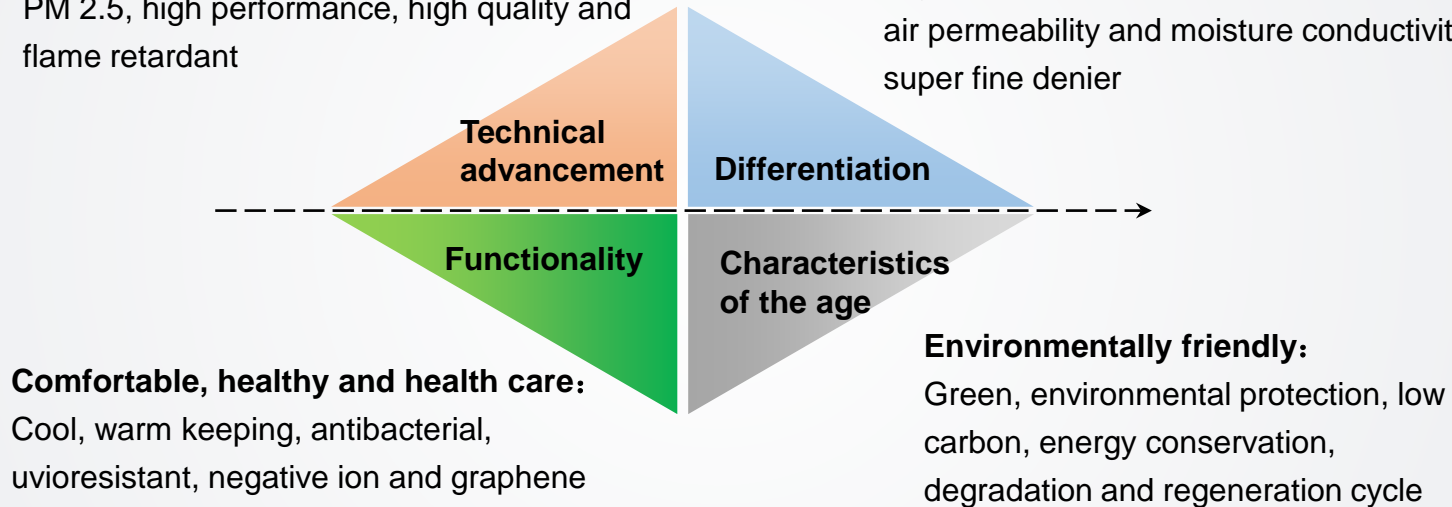 PM 2.5, high performance, high quality and
flame retardant
air permeability and moisture conductivit
super fine denier
Technical
advancement
Differentiation
Functionality
Characteristics
of the age
Comfortable, healthy and health care：
Cool, warm keeping, antibacterial,
uvioresistant, negative ion and graphene
Environmentally friendly：
Green, environmental protection, low
carbon, energy conservation,
degradation and regeneration cycle